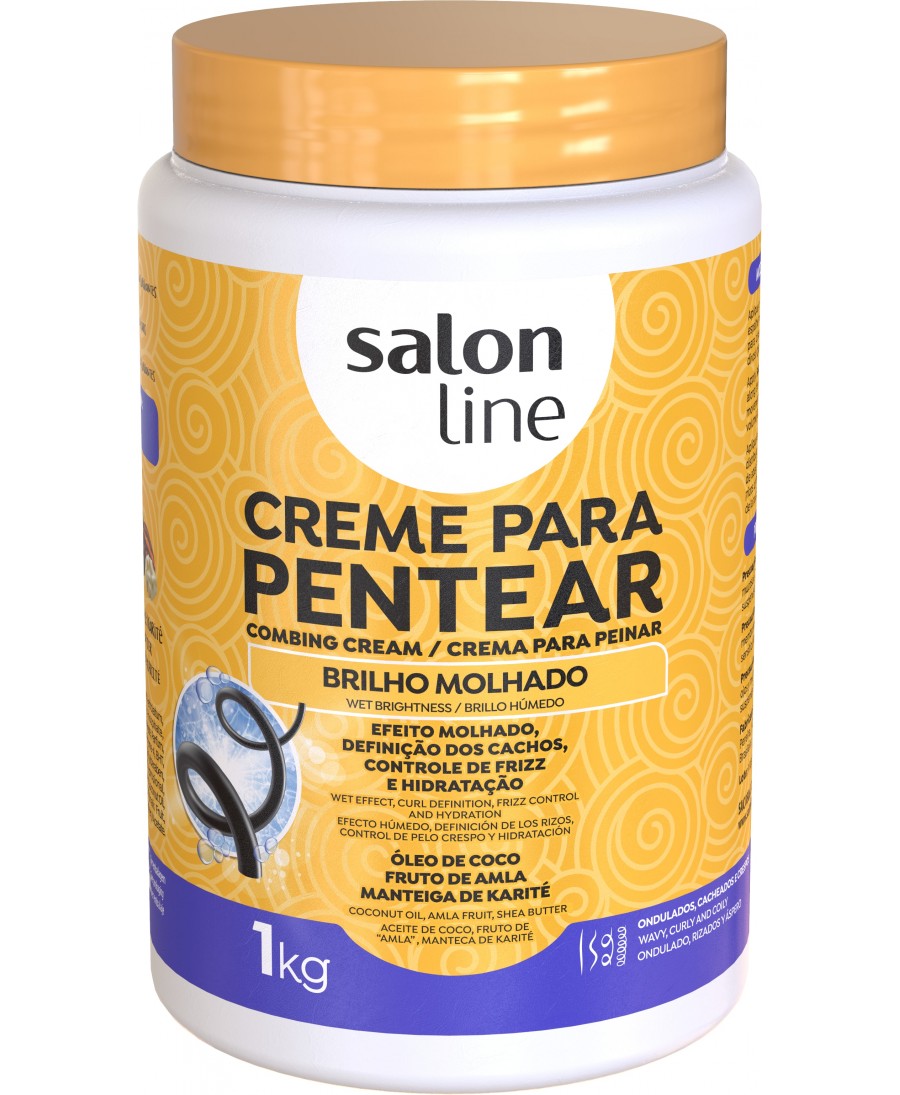 salon
line
CREME PARA
PENTEAR
COMBING CREAM / CREMA PARA PEINAR
BRILHO MOLHADO
WET BRIGHTNESS / BRILLO HÚMEDO
EFEITO MOLHADO,
DEFINIÇÃO DOS CACHOS,
CONTROLE DE FRIZZ
E HIDRATAÇÃO
WET EFFECT, CURL DEFINITION, FRIZZ CONTROL
AND HYDRATION
EFECTO HÚMEDO, DEFINICIÓN DE LOS RIZOS,
CONTROL DE PELO CRESPO Y HIDRATACIÓN
ÓLEO DE COCO
FRUTO DE AMLA
MANTEIGA DE KARITÉ
COCONUT OIL, AMLA FRUIT, SHEA BUTTER
ACEITE DE COCO, FRUTO DE
“AMLA”, MANTECA DE KARITÉ
1kg
ONDULADOS, CACHEADOS E CRESPOS
WAVY, CURLY AND COILY
ONDULADO, RIZADOS Y ÁSPERO